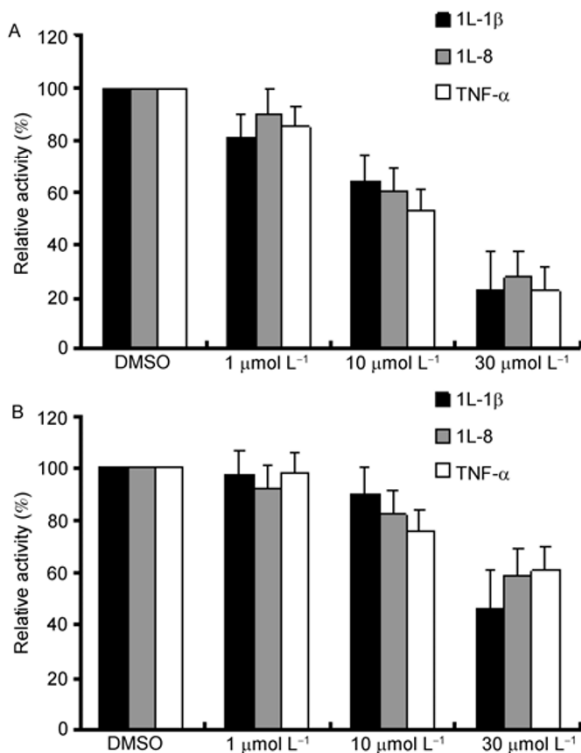 A
120
100
80
60
40
20
0
Relative activity (%)
1L-1β
1L-8
TNF-α
DMSO
1 μmol L⁻¹
10 μmol L⁻¹
30 μmol L⁻¹
B
120
100
80
60
40
20
0
Relative activity (%)
1L-1β
1L-8
TNF-α
DMSO
1 μmol L⁻¹
10 μmol L⁻¹
30 μmol L⁻¹